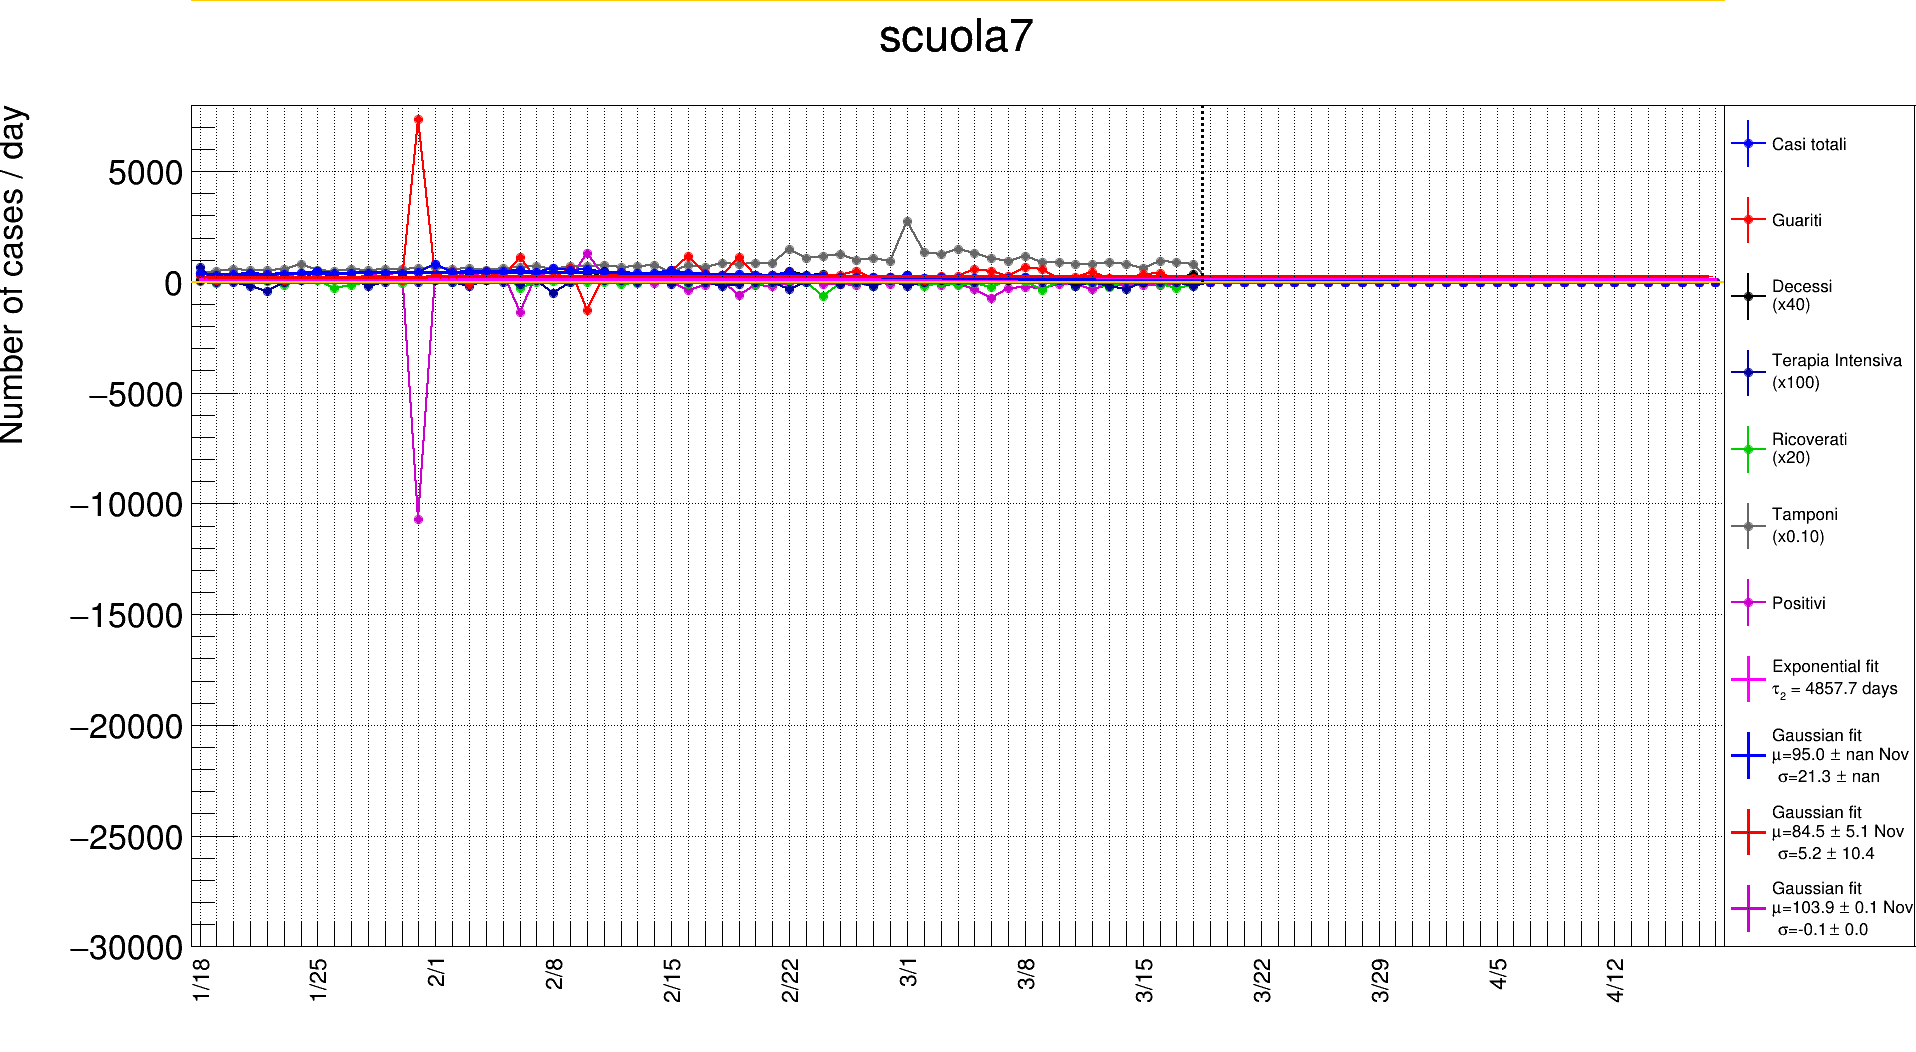 scuola7
Number of cases / day
5000
0
−5000
−10000
−15000
−20000
−25000
−30000
1/18
1/25
2/1
2/8
2/15
2/22
3/1
3/8
3/15
3/22
3/29
4/5
4/12
Casi totali
Guariti
Decessi
(x40)
Terapia Intensiva
(x100)
Ricoverati
(x20)
Tamponi
(x0.10)
Positivi
Exponential fit
τ2 = 4857.7 days
Gaussian fit
μ=95.0 ± nan Nov
σ=21.3 ± nan
Gaussian fit
μ=84.5 ± 5.1 Nov
σ=5.2 ± 10.4
Gaussian fit
μ=103.9 ± 0.1 Nov
σ=-0.1± 0.0